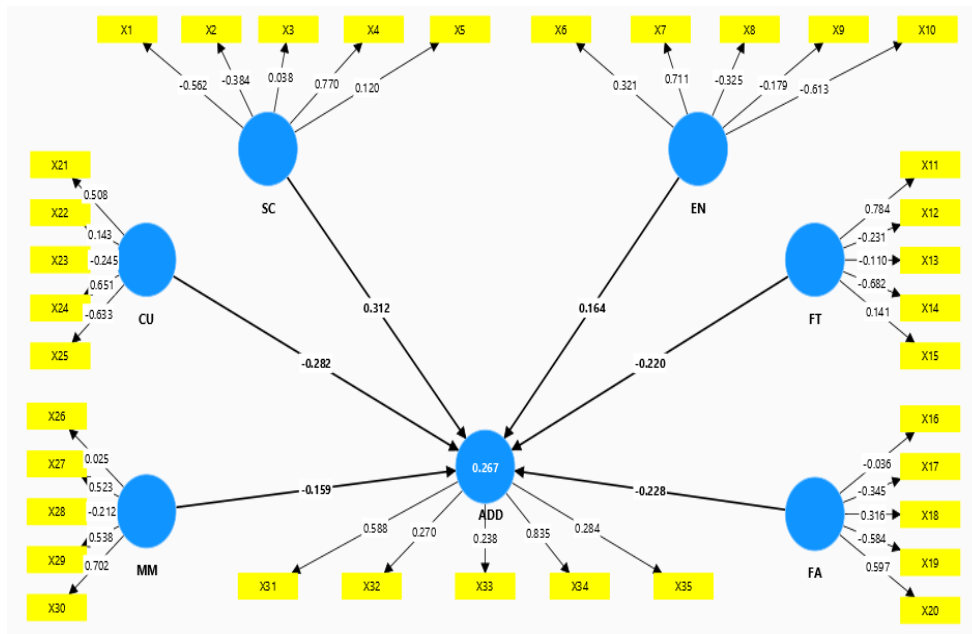 X1 X2 X3 X4 X5 X6 X7 X8 X9 X10
-0.562 -0.384 0.038 0.770 0.120 0.321 0.711 -0.325 -0.179 -0.613
SC EN
X21
X22
X23
X24
X25
0.508
0.143
-0.245
0.651
-0.633
CU
X11
X12
X13
X14
X15
0.784
-0.231
-0.110
-0.682
0.141
FT
0.312 0.164
-0.282 -0.220
X26
X27
X28
X29
X30
0.025
0.523
-0.212
0.538
0.702
MM
-0.159 0.267 -0.228
ADD
X16
X17
X18
X19
X20
-0.036
-0.345
0.316
-0.584
0.597
FA
0.588 0.270 0.238 0.835 0.284
X31 X32 X33 X34 X35